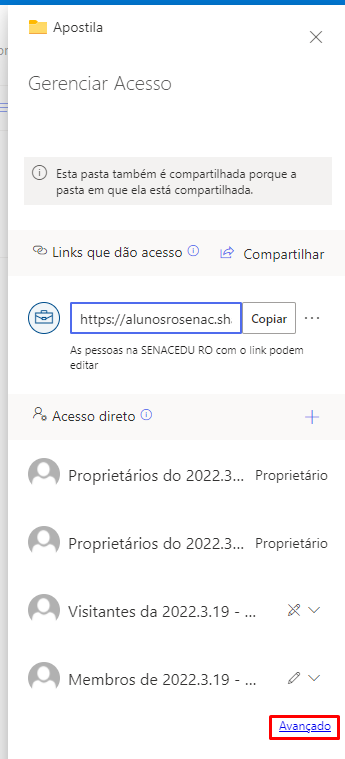 Apostila
Gerenciar Acesso
Esta pasta também é compartilhada porque a
pasta em que ela está compartilhada.
Links que dão acesso
Compartilhar
https://alunosrosenac.sh
Copiar
As pessoas na SENACEDU RO com o link podem
editar
Acesso direto
Proprietários do 2022.3... Proprietário
Proprietários do 2022.3... Proprietário
Visitantes da 2022.3.19 - ...
Membros de 2022.3.19 - ...
Avançado